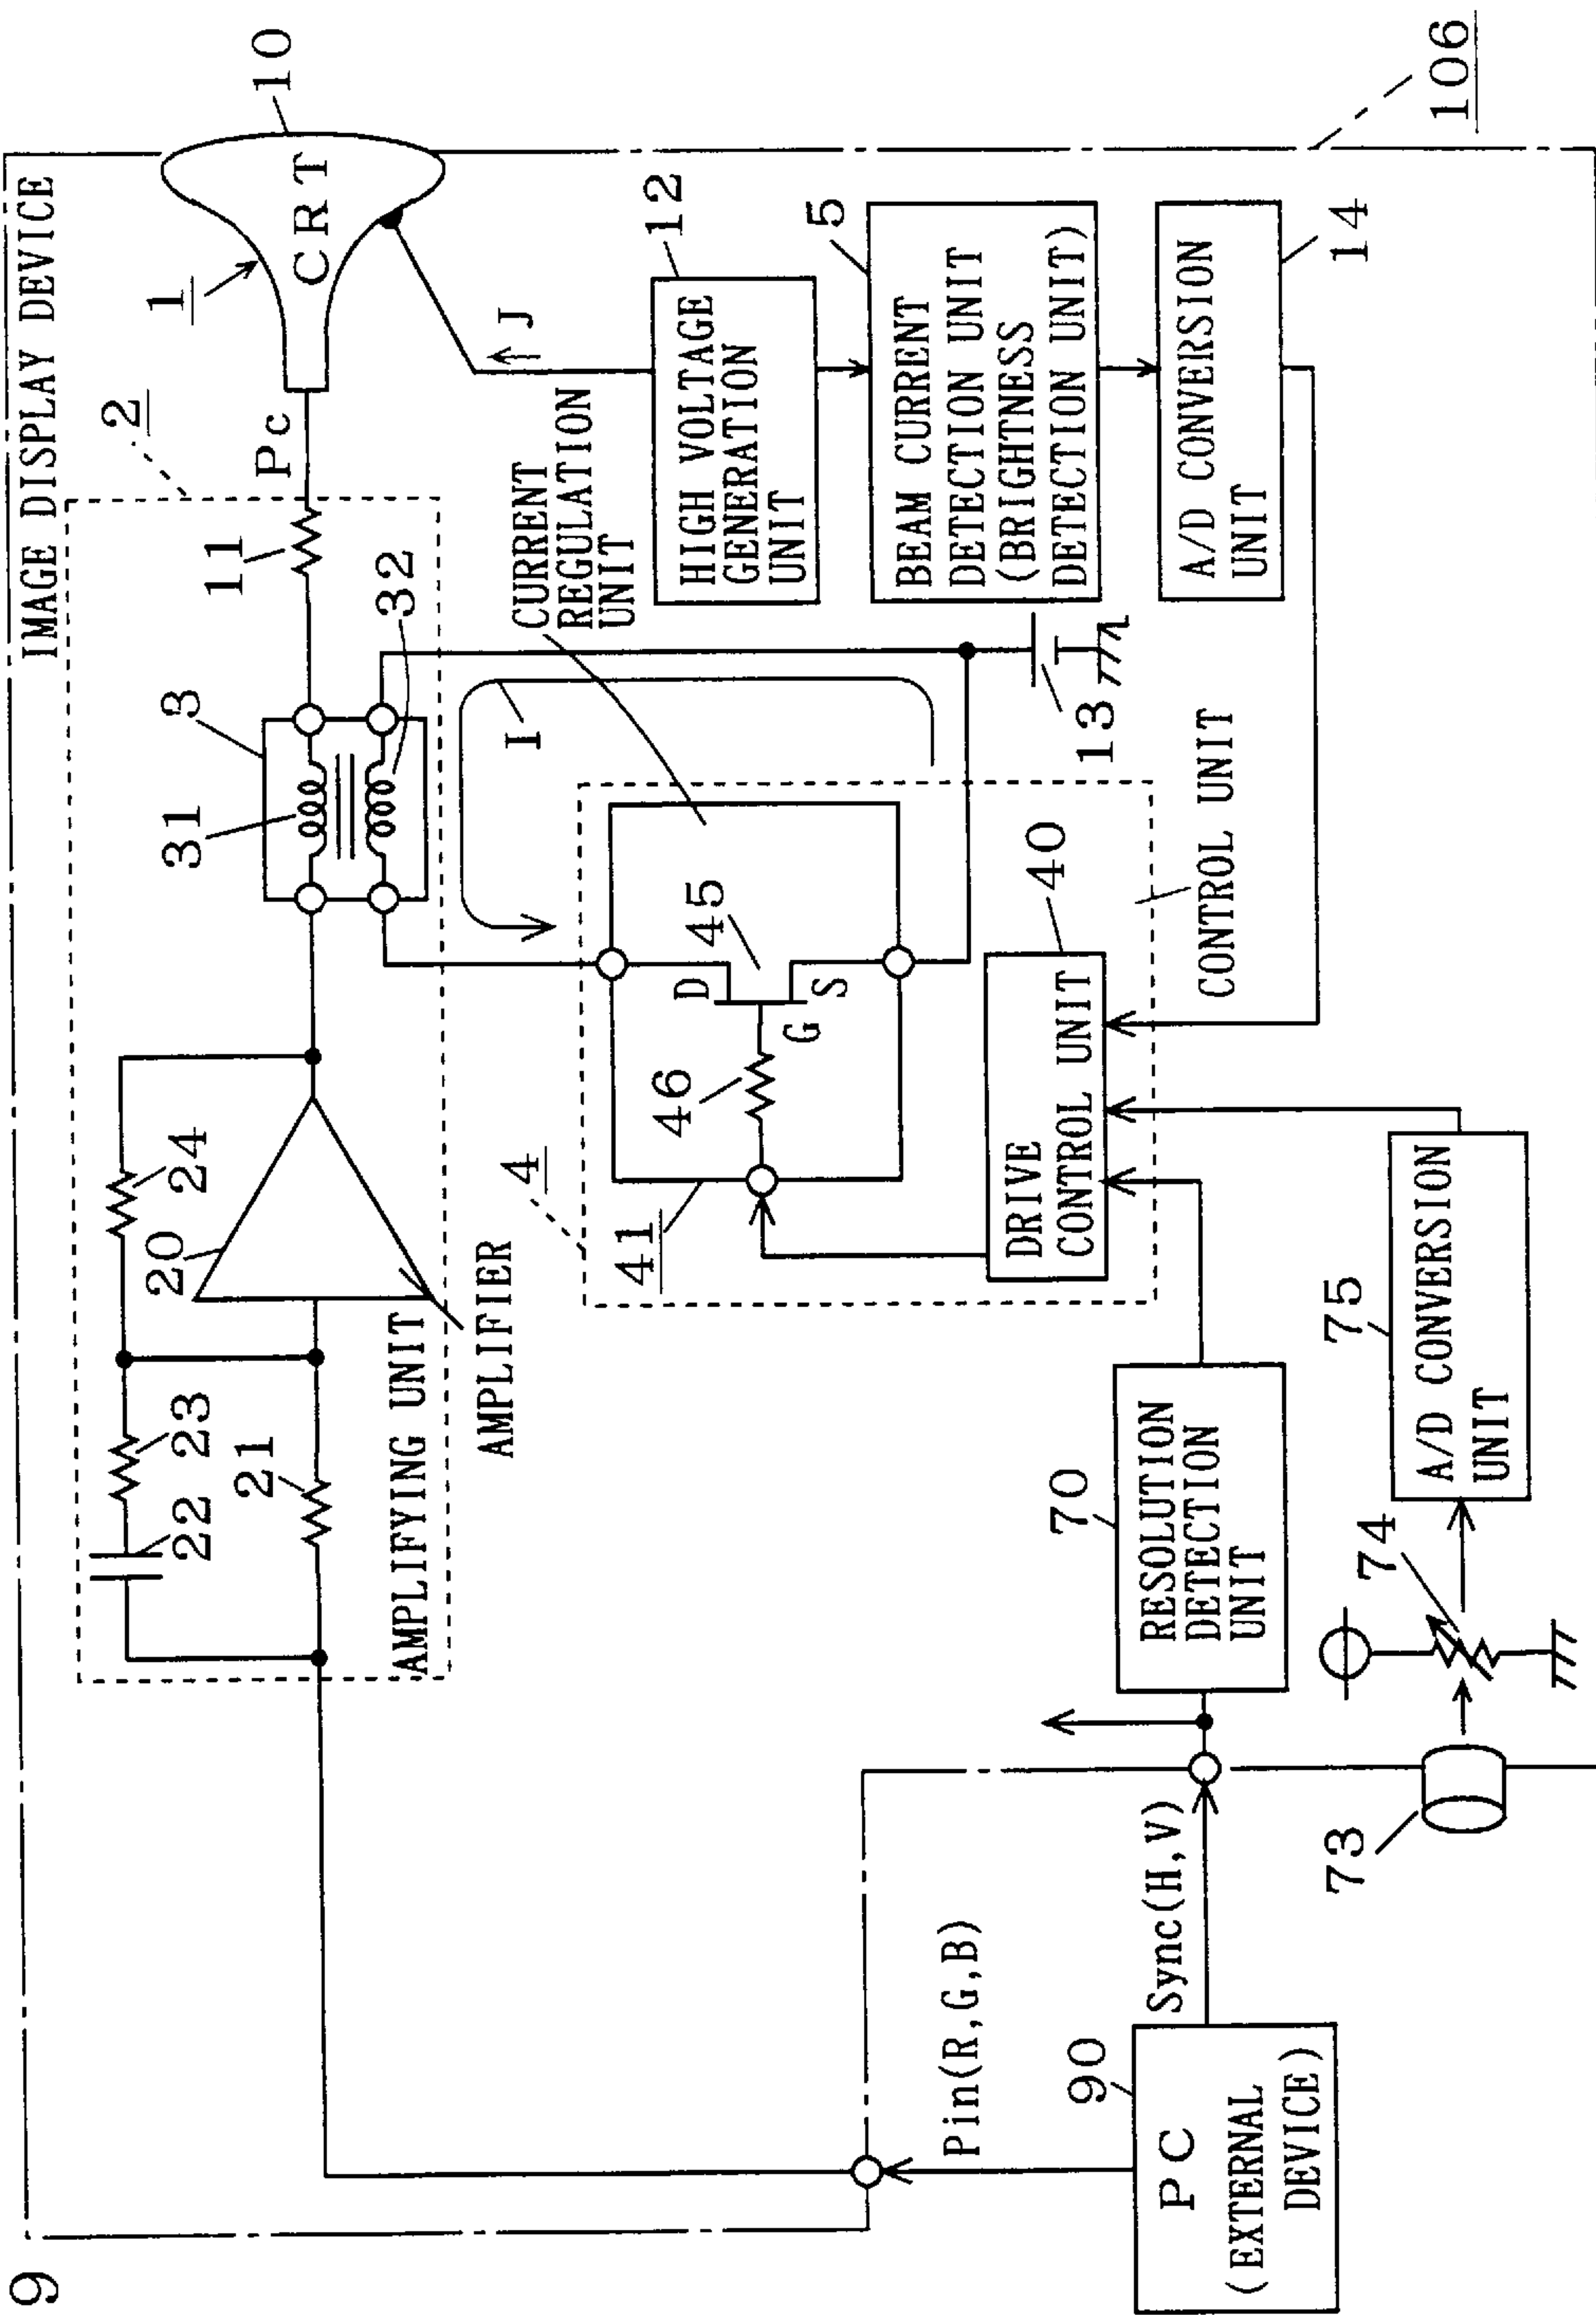 9
IMAGE DISPLAY DEVICE
2
Pc
1
CRT
10
22
23
21
24
20
31
3
11
32
AMPLIFYING UNIT
AMPLIFIER
I
J
CURRENT
REGULATION
UNIT
4
41
46
45
D
G
S
DRIVE
CONTROL UNIT
40
CONTROL UNIT
13
12
HIGH VOLTAGE
GENERATION
UNIT
5
BEAM CURRENT
DETECTION UNIT
(BRIGHTNESS
DETECTION UNIT)
A/D CONVERSION
UNIT
14
106
Pin(R,G,B)
90
PC
(EXTERNAL
DEVICE)
Sync(H,V)
70
RESOLUTION
DETECTION
UNIT
73
74
75
A/D CONVERSION
UNIT